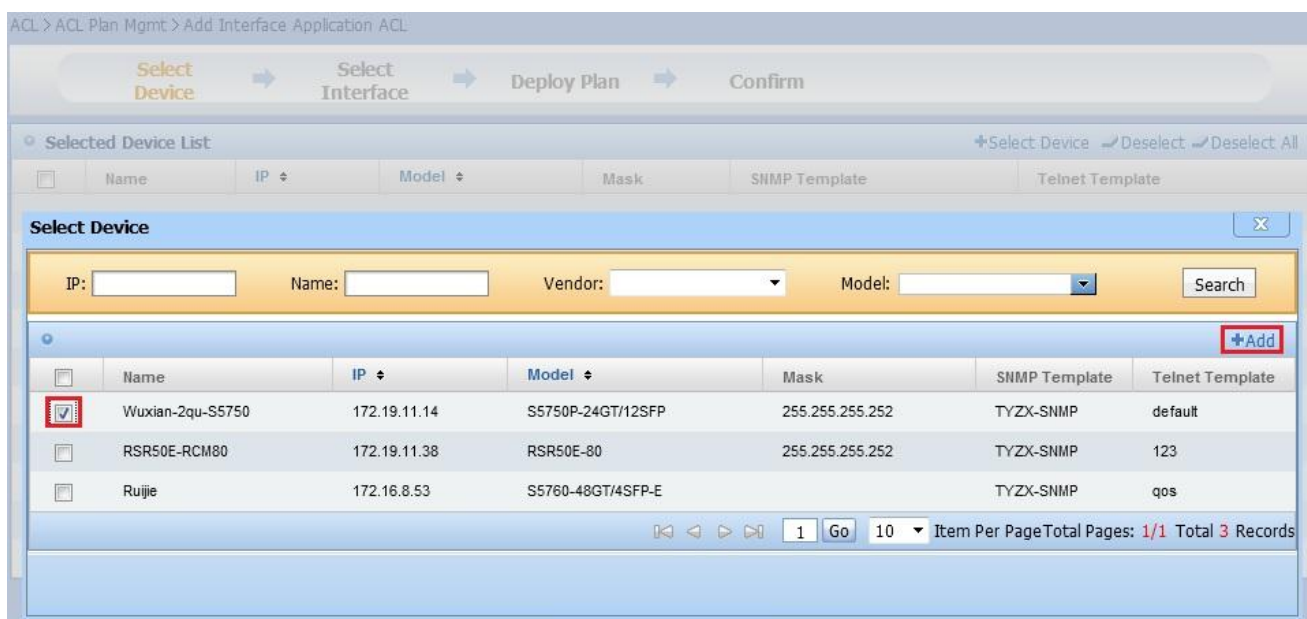 ACL > ACL Plan Mgmt > Add Interface Application ACL
Select Device Select Interface Deploy Plan Confirm
Selected Device List Select Device Deselect Deselect All
Name IP Model Mask SNMP Template Telnet Template
Select Device
IP: Name: Vendor: Model: Search
Add
Name IP Model Mask SNMP Template Telnet Template
Wuxian-2qu-S5750 172.19.11.14 S5750P-24GT/12SFP 255.255.255.252 TYZX-SNMP default
RSR50E-RCM80 172.19.11.38 RSR50E-80 255.255.255.252 TYZX-SNMP 123
Ruijie 172.16.8.53 S5760-48GT/4SFP-E TYZX-SNMP qos
1 Go 10 Item Per PageTotal Pages: 1/1 Total 3 Records